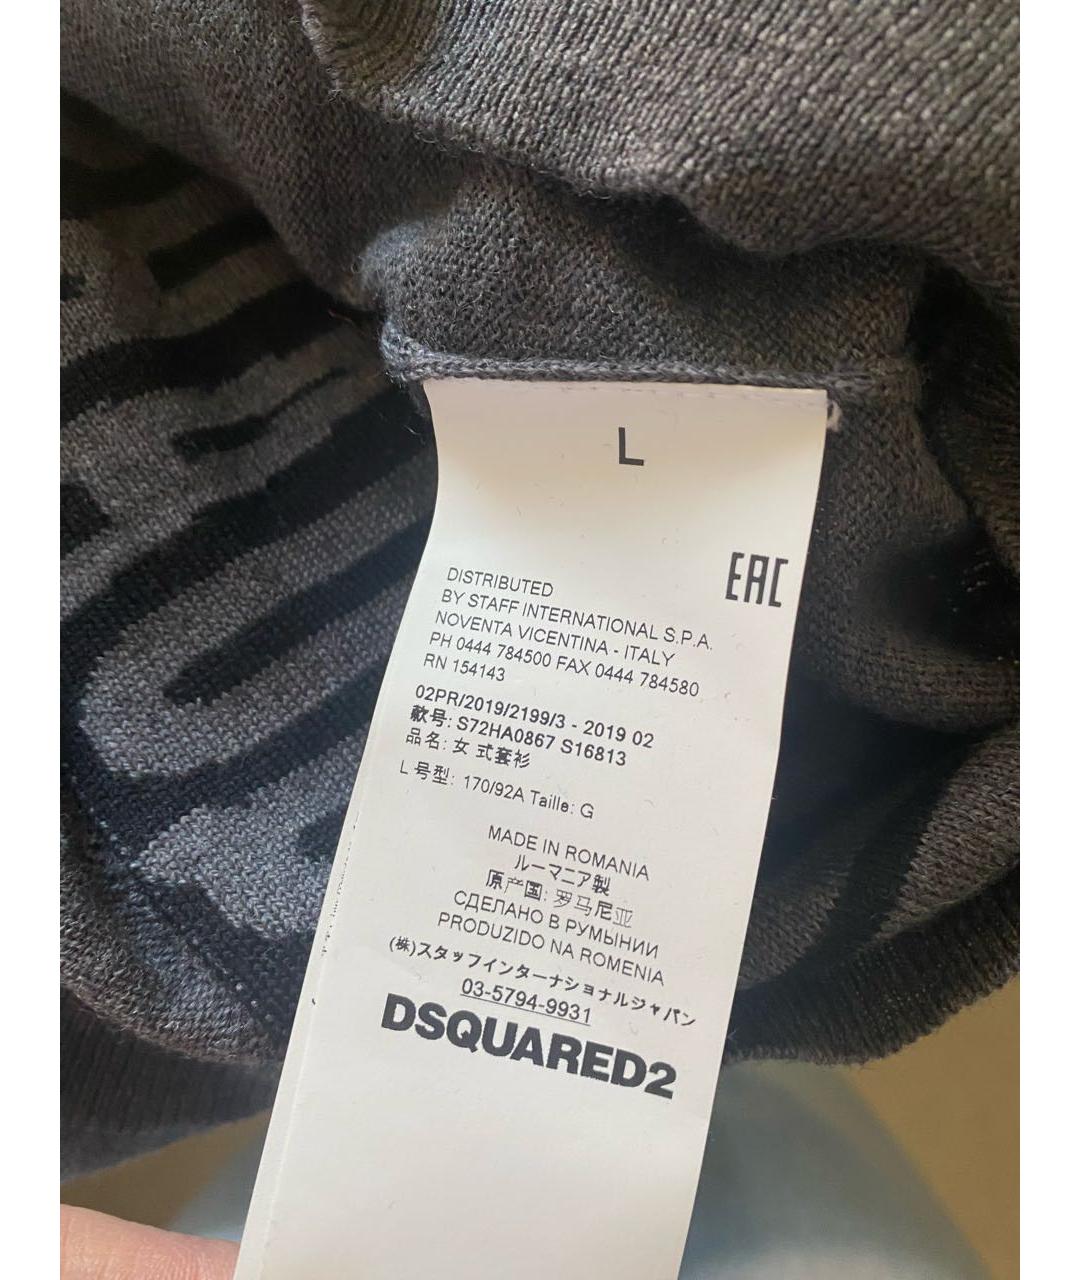 L
EAC
DISTRIBUTED
BY STAFF INTERNATIONAL S.P.A.
NOVENTA VICENTINA - ITALY
PH 0444 784500 FAX 0444 784580
RN 154143
02PR/2019/2199/3 - 2019 02
款号: S72HA0867 S16813
品名: 女 式套衫
L 号型: 170/92A Taille: G
MADE IN ROMANIA
ルーマニア製
原产国: 罗马尼亚
СДЕЛАНО В РУМЫНИИ
PRODUZIDO NA ROMENIA
(株)スタッフインターナショナルジャパン
03-5794-9931
DSQUARED2